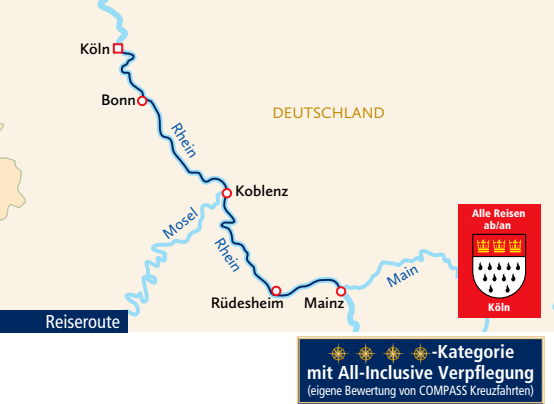 Köln
Bonn
DEUTSCHLAND
Rhein
Koblenz
Mosel
Rhein
Main
Rüdesheim
Mainz
Alle Reisen
ab/an
Köln
Reiseroute
-Kategorie
mit All-Inclusive Verpflegung
(eigene Bewertung von COMPASS Kreuzfahrten)